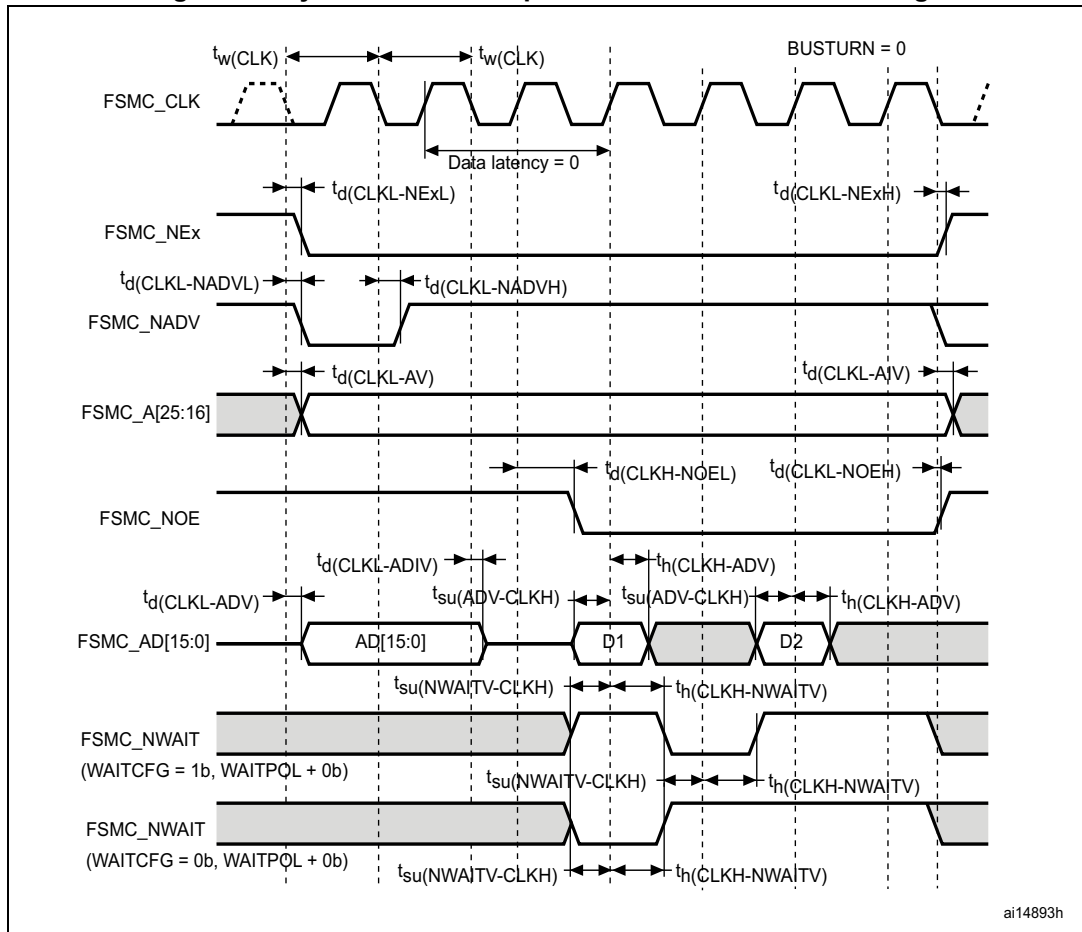 tw(CLK) tw(CLK) BUSTURN = 0
FSMC_CLK
Data latency = 0
td(CLKL-NExL) td(CLKL-NExH)
FSMC_NEx
td(CLKL-NADVL) td(CLKL-NADVH)
FSMC_NADV
td(CLKL-AV) td(CLKL-AIV)
FSMC_A[25:16]
td(CLKH-NOEL) td(CLKL-NOEH)
FSMC_NOE
td(CLKL-ADIV) th(CLKH-ADV)
td(CLKL-ADV) tsu(ADV-CLKH) tsu(ADV-CLKH) th(CLKH-ADV)
FSMC_AD[15:0] AD[15:0] D1 D2
tsu(NWAITV-CLKH) th(CLKH-NWAITV)
FSMC_NWAIT
(WAITCFG = 1b, WAITPOL + 0b)
tsu(NWAITV-CLKH) th(CLKH-NWAITV)
FSMC_NWAIT
(WAITCFG = 0b, WAITPOL + 0b)
tsu(NWAITV-CLKH) th(CLKH-NWAITV)
ai14893h